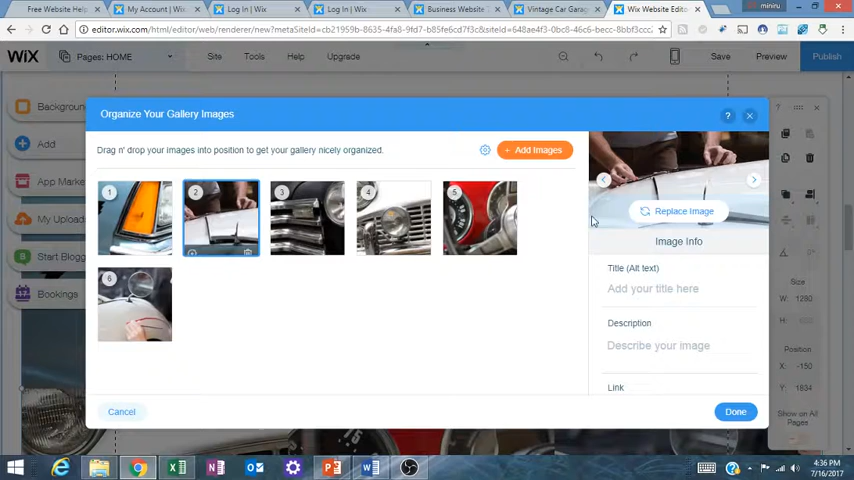 Free Website Help
My Account | Wix
Log In | Wix
Log In | Wix
Business Website
Vintage Car Garag
Wix Website Edito
miniru
editor.wix.com/html/editor/web/renderer/new?metaSiteId=cb21959b-8635-4fa8-9fd7-b85fe6cd7f3c&siteId=648ae4f3-0bc8-46c6-becc-8bbf3ccc
WiX
Pages: HOME
Site
Tools
Help
Upgrade
Save
Preview
Publish
Background
Add
App Market
My Uploads
Start Bloggi
Bookings
Organize Your Gallery Images
?
Drag n' drop your images into position to get your gallery nicely organized.
+ Add Images
1
2
3
4
5
6
Replace Image
Image Info
Title (Alt text)
Add your title here
Description
Describe your image
Link
Cancel
Done
Size
W: 1280
Position
X: -150
Y: 1834
Show on All
Pages
4:36 PM
7/16/2017